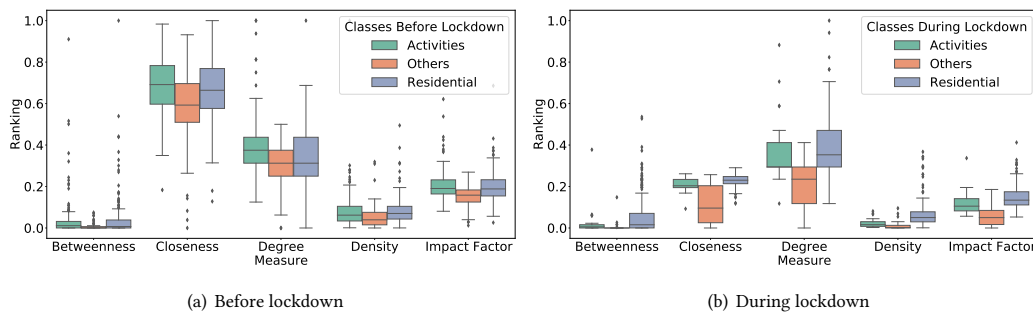 Classes Before Lockdown
Activities
Others
Residential
Ranking
1.0
0.8
0.6
0.4
0.2
0.0
Betweenness Closeness Degree Density Impact Factor
Measure
(a) Before lockdown
Classes During Lockdown
Activities
Others
Residential
Ranking
1.0
0.8
0.6
0.4
0.2
0.0
Betweenness Closeness Degree Density Impact Factor
Measure
(b) During lockdown